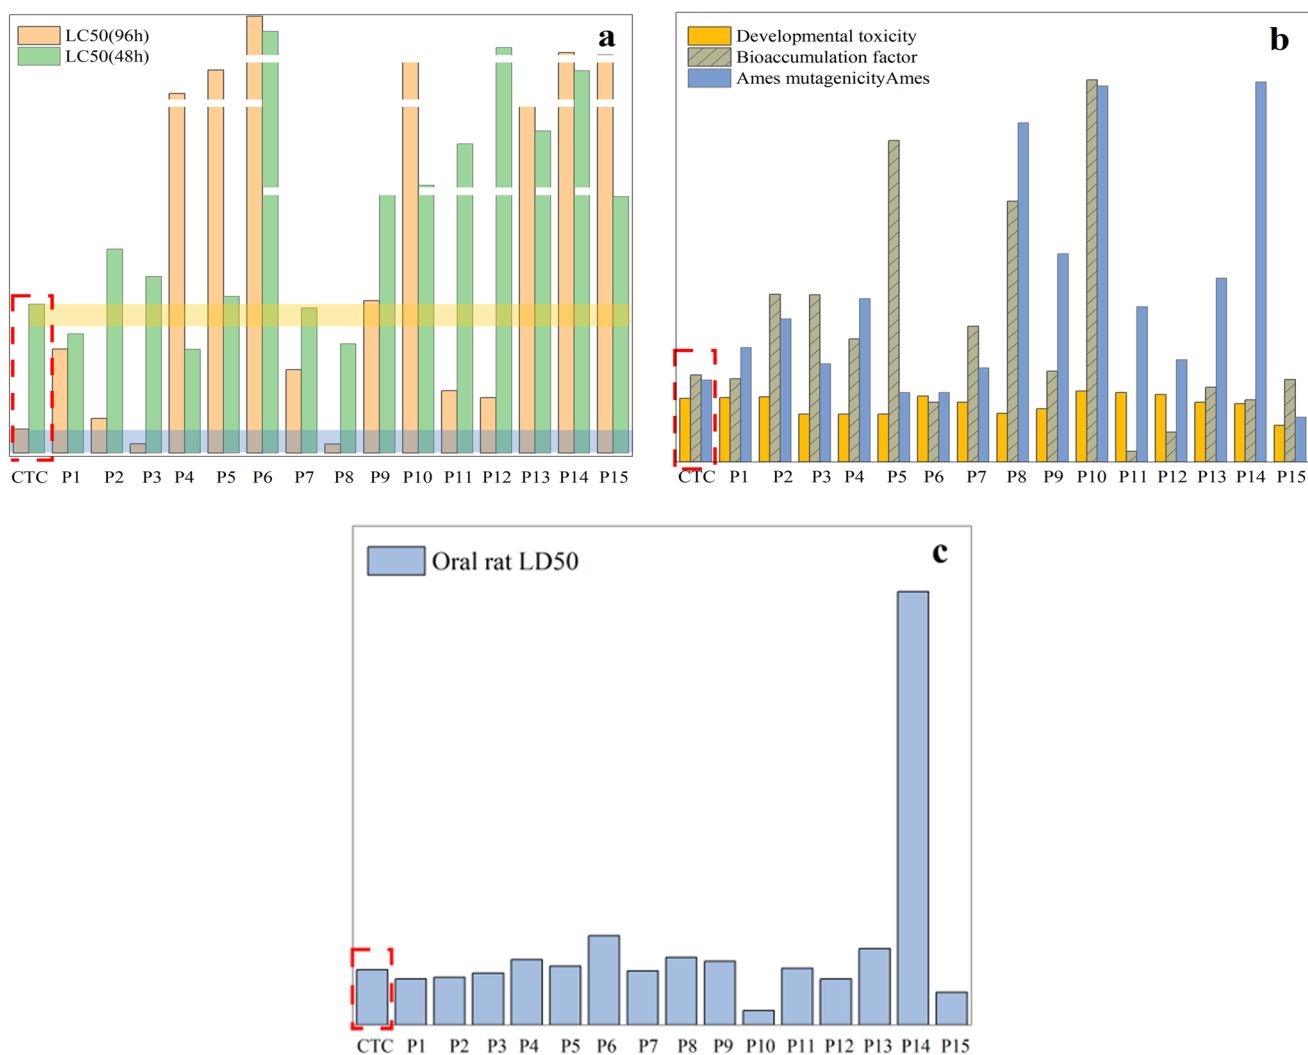 a
LC50(96h)
LC50(48h)
CTC P1 P2 P3 P4 P5 P6 P7 P8 P9 P10 P11 P12 P13 P14 P15
b
Developmental toxicity
Bioaccumulation factor
Ames mutagenicityAmes
CTC P1 P2 P3 P4 P5 P6 P7 P8 P9 P10 P11 P12 P13 P14 P15
c
Oral rat LD50
CTC P1 P2 P3 P4 P5 P6 P7 P8 P9 P10 P11 P12 P13 P14 P15